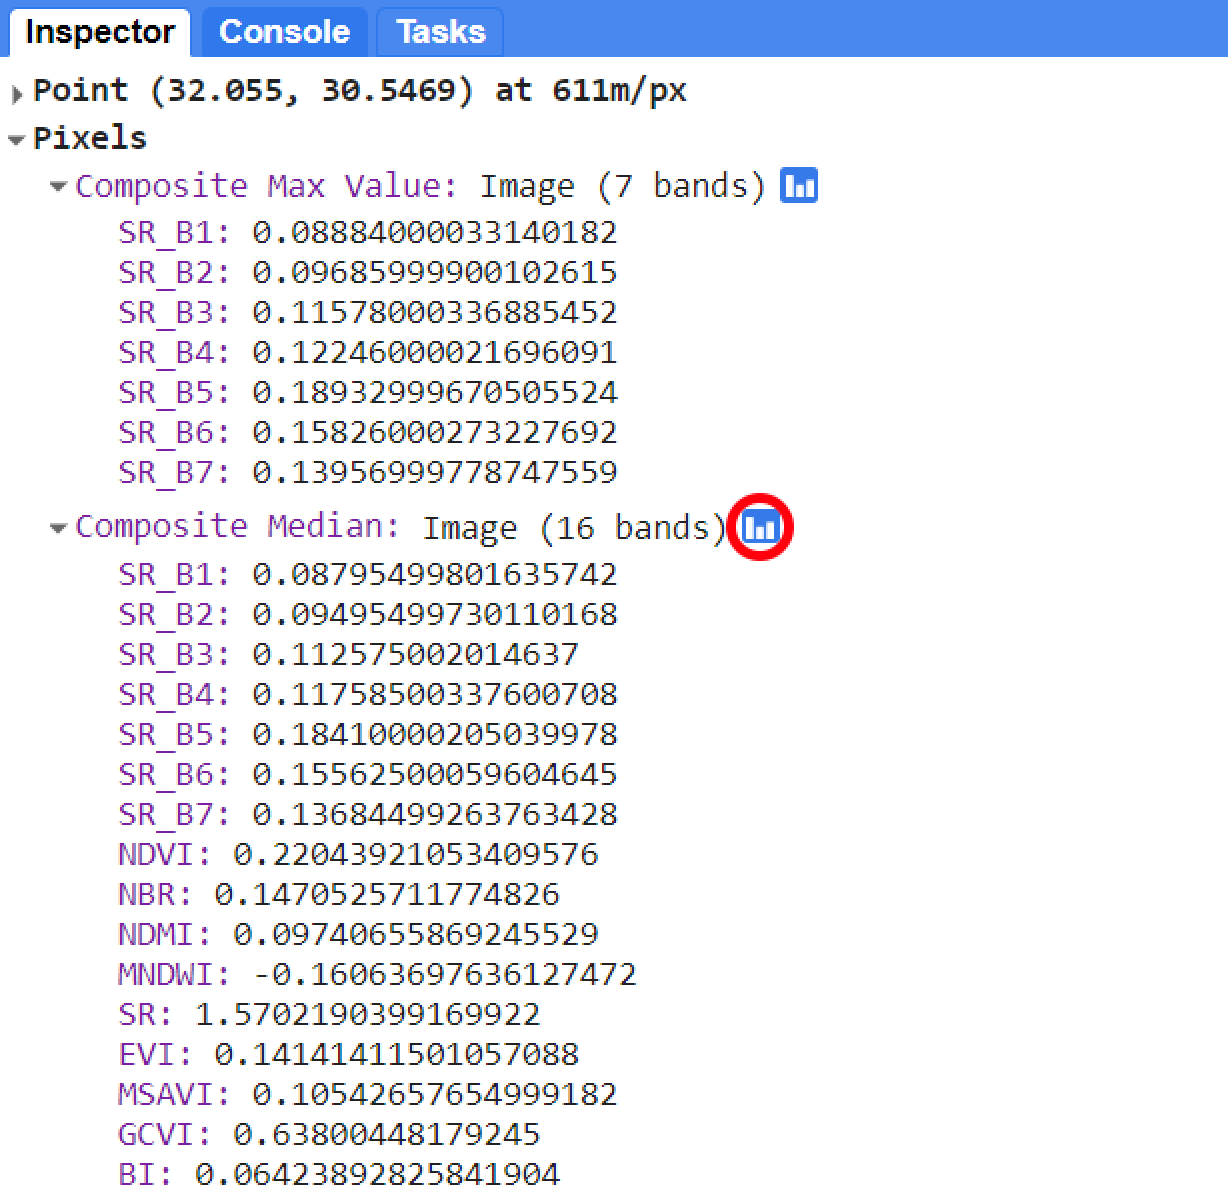 Inspector Console Tasks
Point (32.055, 30.5469) at 611m/px
Pixels
Composite Max Value: Image (7 bands)
SR_B1: 0.08884000033140182
SR_B2: 0.09685999900102615
SR_B3: 0.11578000336885452
SR_B4: 0.12246000021696091
SR_B5: 0.18932999670505524
SR_B6: 0.15826000273227692
SR_B7: 0.13956999778747559
Composite Median: Image (16 bands)
SR_B1: 0.08795499801635742
SR_B2: 0.09495499730110168
SR_B3: 0.112575002014637
SR_B4: 0.11758500337600708
SR_B5: 0.18410000205039978
SR_B6: 0.15562500059604645
SR_B7: 0.13684499263763428
NDVI: 0.22043921053409576
NBR: 0.1470525711774826
NDMI: 0.09740655869245529
MNDWI: -0.16063697636127472
SR: 1.5702190399169922
EVI: 0.14141411501057088
MSAVI: 0.10542657654999182
GCVI: 0.63800448179245
BI: 0.06423892825841904